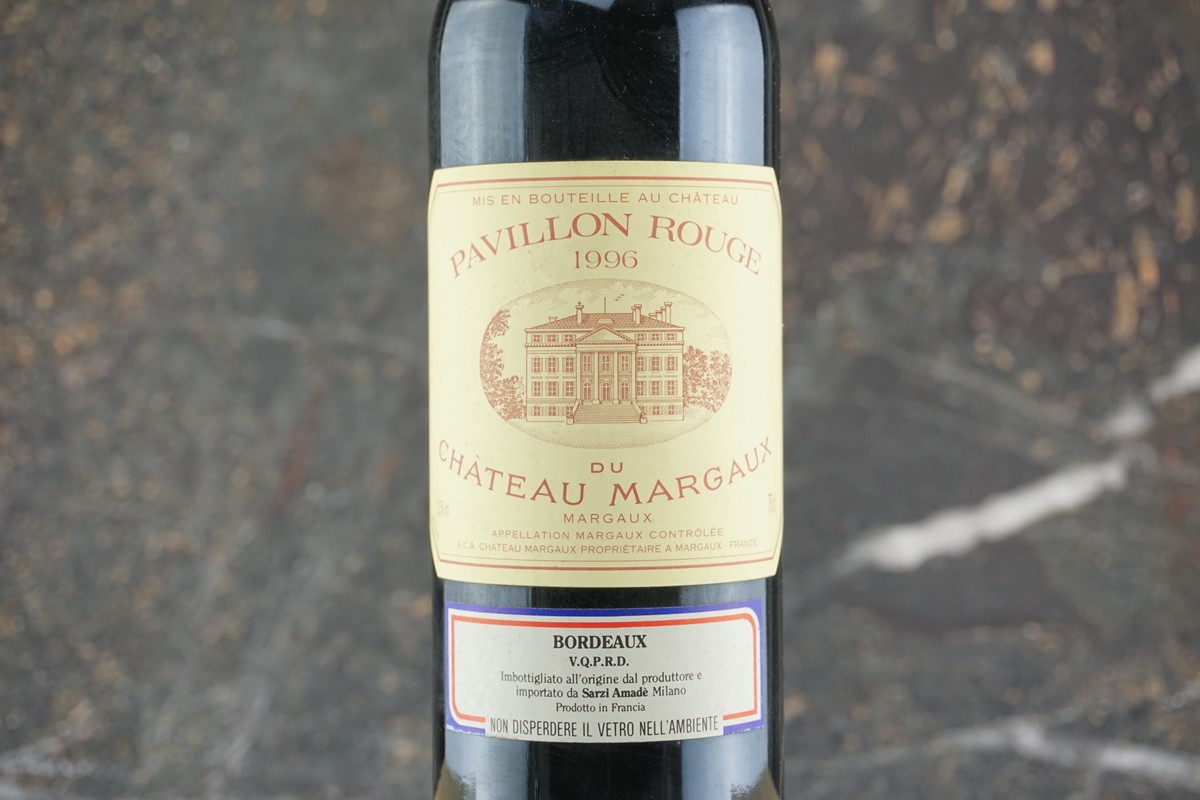 MIS EN BOUTEILLE AU CHÂTEAU
PAVILLON ROUGE
1996
DU
CHÂTEAU MARGAUX
MARGAUX
APPELLATION MARGAUX CONTRÔLÉE
S.C.A. CHÂTEAU MARGAUX PROPRIÉTAIRE A MARGAUX - FRANCE
BORDEAUX
V.Q.P.R.D.
Imbottigliato all'origine dal produttore e
importato da Sarzi Amadè Milano
Prodotto in Francia
NON DISPERDERE IL VETRO NELL'AMBIENTE